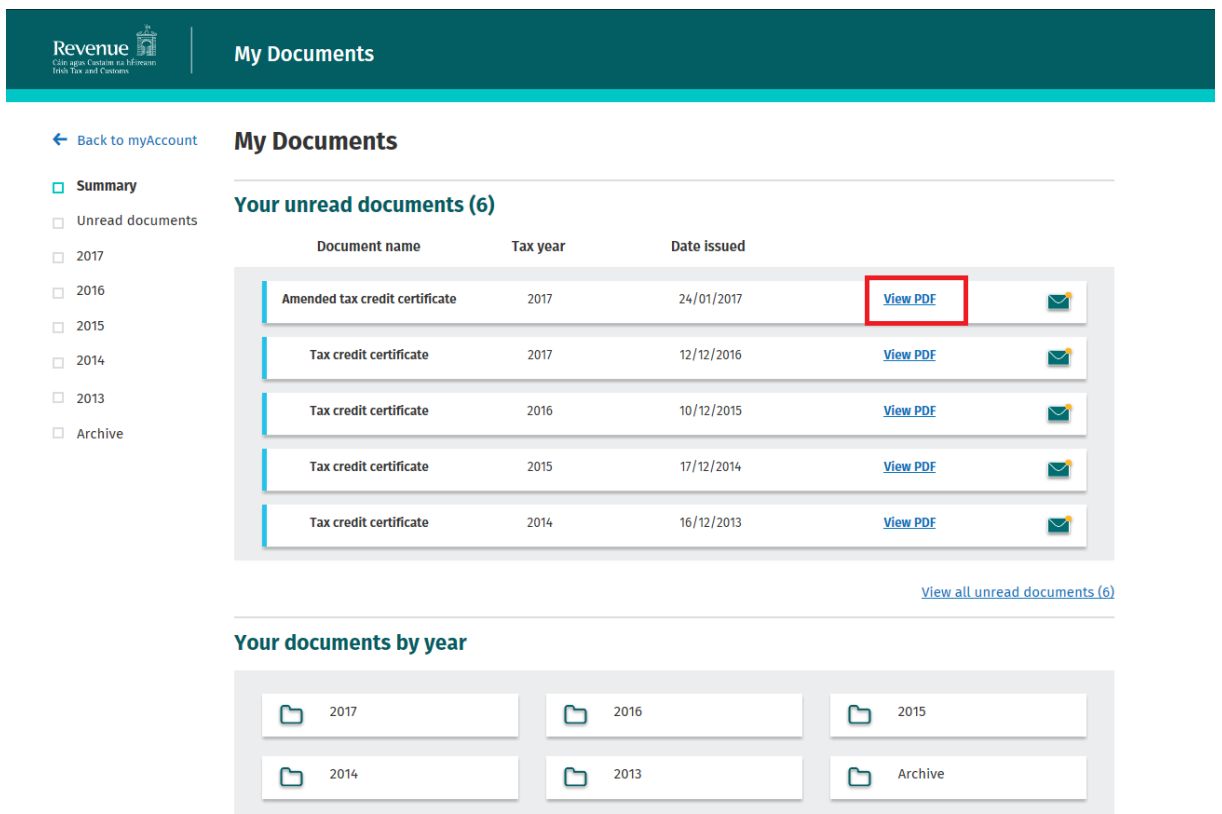 Revenue
Cáin agus Custaim na hÉireann
Irish Tax and Customs
My Documents
Back to myAccount
Summary
Unread documents
2017
2016
2015
2014
2013
Archive
My Documents
Your unread documents (6)
Document name Tax year Date issued
Amended tax credit certificate 2017 24/01/2017 View PDF
Tax credit certificate 2017 12/12/2016 View PDF
Tax credit certificate 2016 10/12/2015 View PDF
Tax credit certificate 2015 17/12/2014 View PDF
Tax credit certificate 2014 16/12/2013 View PDF
View all unread documents (6)
Your documents by year
2017 2016 2015
2014 2013 Archive